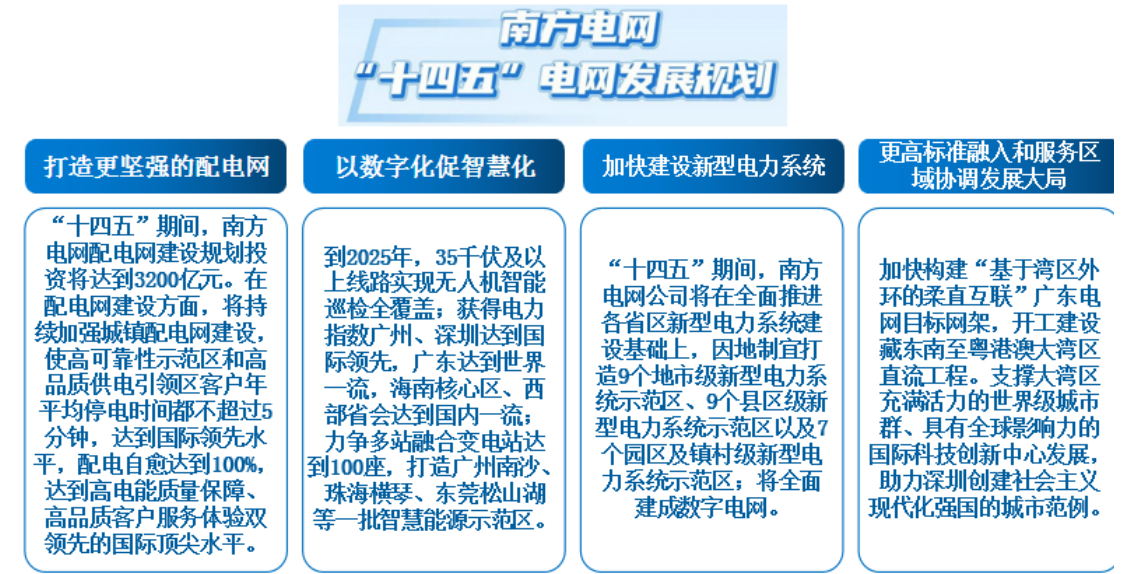 南方电网
“十四五”电网发展规划
打造更坚强的配电网
“十四五”期间，南方
电网配电网建设规划投
资将达到3200亿元。在
配电网建设方面，将持
续加强城镇配电网建设，
使高可靠性示范区和高
品质供电引领区客户年
平均停电时间都不超过5
分钟，达到国际领先水
平，配电自愈达到100%，
达到高电能质量保障、
高品质客户服务体验双
领先的国际顶尖水平。
以数字化促智慧化
到2025年，35千伏及以
上线路实现无人机智能
巡检全覆盖；获得电力
指数广州、深圳达到国
际领先，广东达到世界
一流，海南核心区、西
部省会达到国内一流；
力争多站融合变电站达
到100座，打造广州南沙、
珠海横琴、东莞松山湖
等一批智慧能源示范区。
加快建设新型电力系统
“十四五”期间，南方
电网公司将在全面推进
各省区新型电力系统建
设基础上，因地制宜打
造9个地市级新型电力系
统示范区、9个县区级新
型电力系统示范区以及7
个园区及镇村级新型电
力系统示范区；将全面
建成数字电网。
更高标准融入和服务区
域协调发展大局
加快构建“基于湾区外
环的柔直互联”广东电
网目标网架，开工建设
藏东南至粤港澳大湾区
直流工程。支撑大湾区
充满活力的世界级城市
群、具有全球影响力的
国际科技创新中心发展，
助力深圳创建社会主义
现代化强国的城市范例。